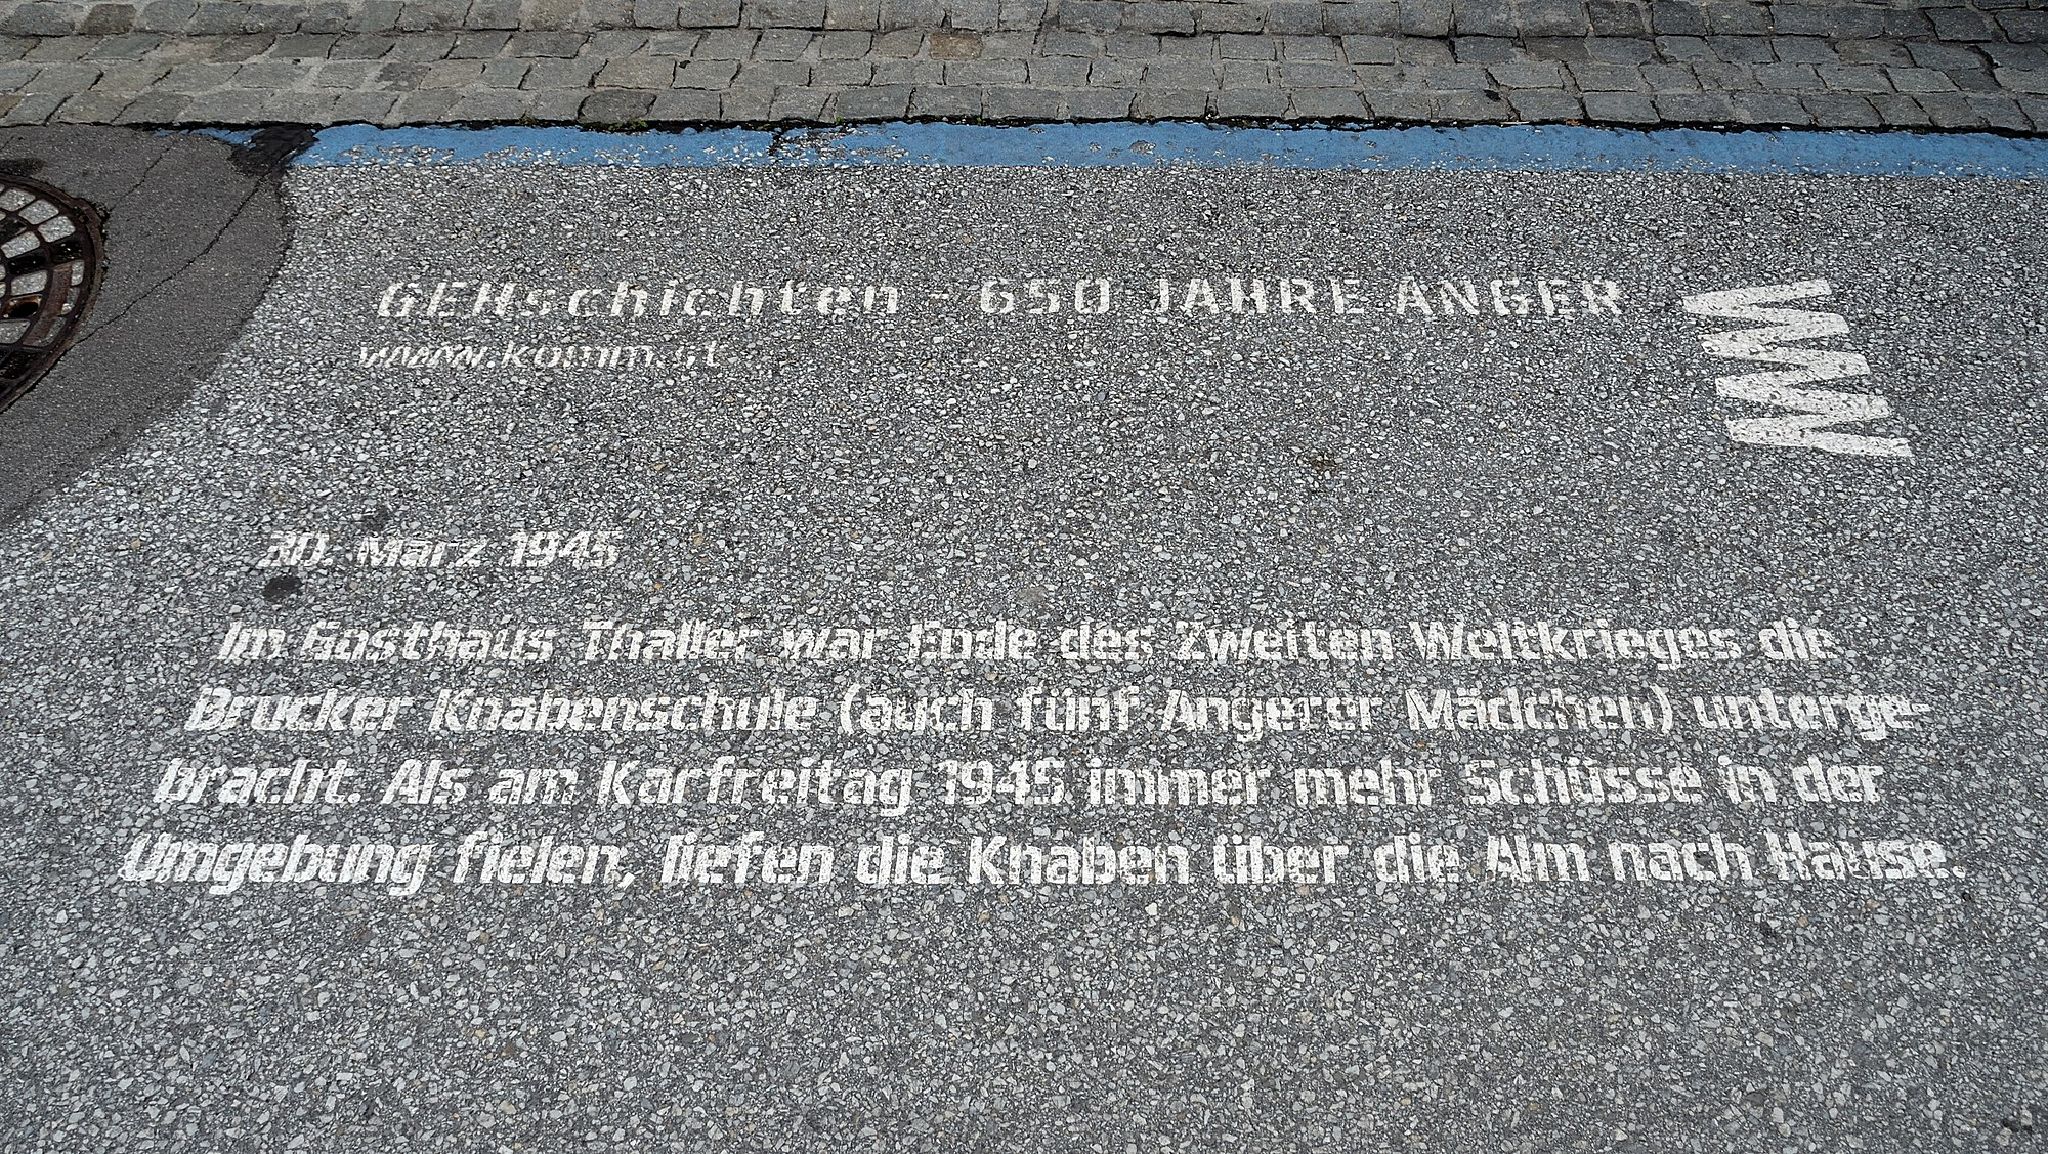 GEHschichten - 650 JAHRE ANGER
www.komm.st
30. März 1945
Im Gasthaus Thaller war Ende des Zweiten Weltkrieges die
Brucker Knabenschule (auch fünf Angerer Mädchen) unterge-
bracht. Als am Karfreitag 1945 immer mehr Schüsse in der
Umgebung fielen, liefen die Knaben über die Alm nach Hause.